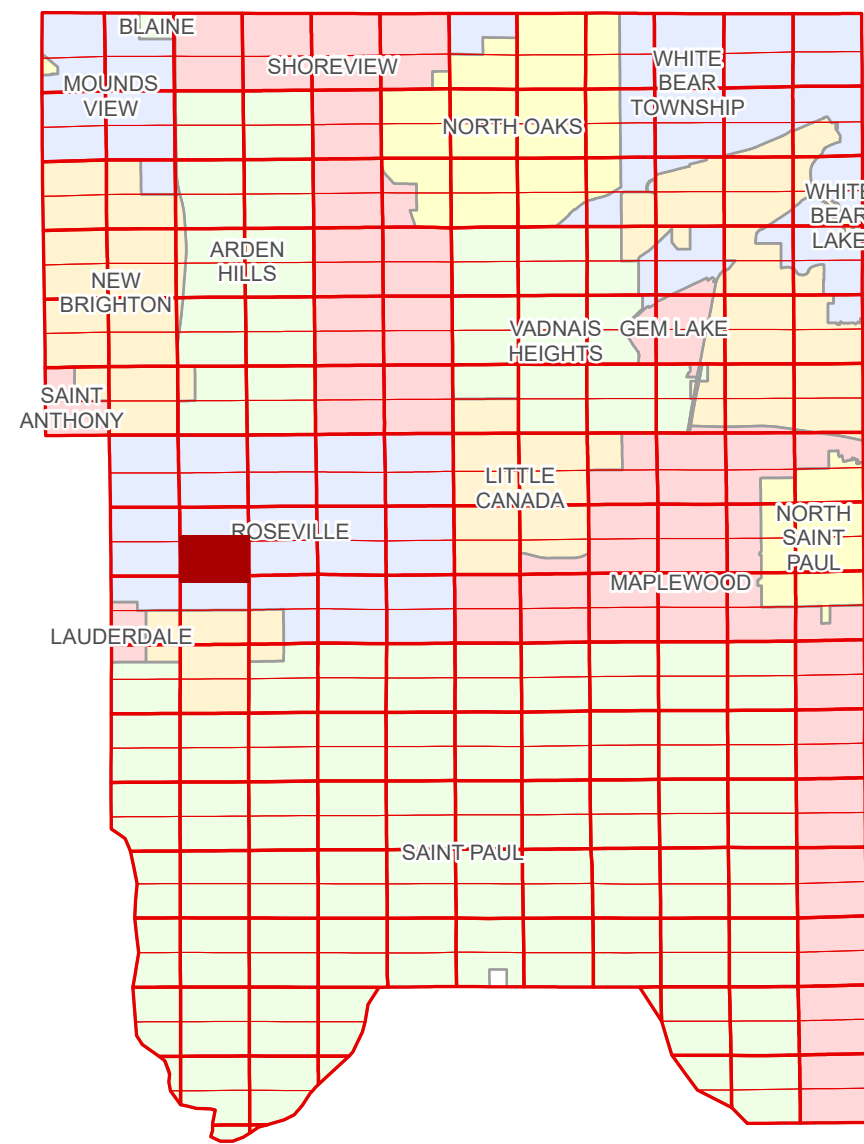 BLAINE
SHOREVIEW
WHITE
BEAR
TOWNSHIP
MOUNDS
VIEW
NORTH OAKS
WHITE
BEAR
LAKE
ARDEN
HILLS
NEW
BRIGHTON
VADNAIS
HEIGHTS
GEM LAKE
SAINT
ANTHONY
LITTLE
CANADA
NORTH
SAINT
PAUL
ROSEVILLE
MAPLEWOOD
LAUDERDALE
SAINT PAUL